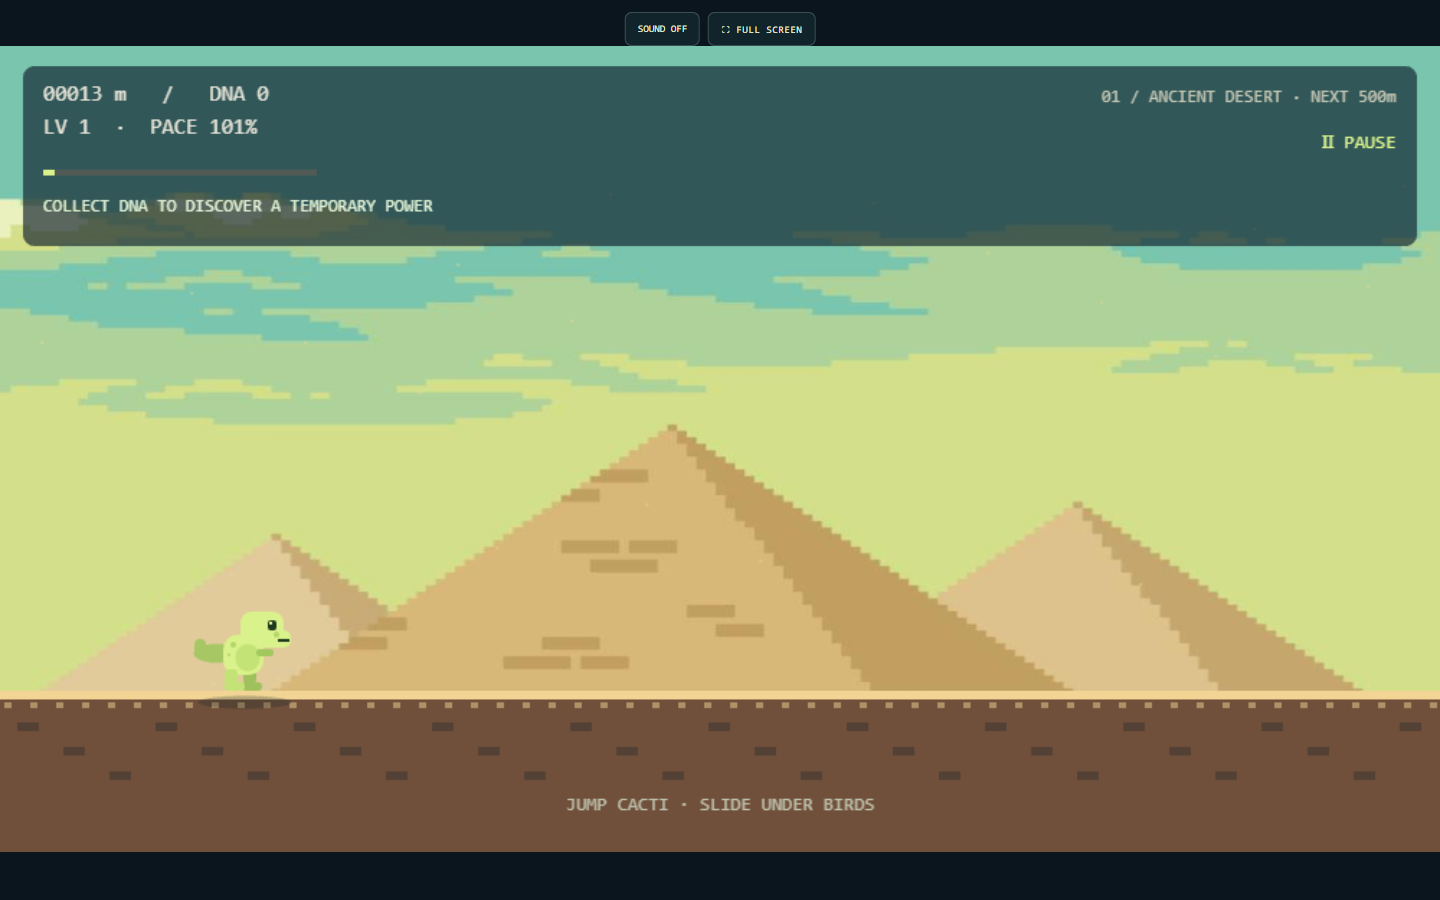 SOUND OFF
⛶ FULL SCREEN
00013 m / DNA 0
01 / ANCIENT DESERT · NEXT 500m
LV 1 · PACE 101%
II PAUSE
COLLECT DNA TO DISCOVER A TEMPORARY POWER
JUMP CACTI · SLIDE UNDER BIRDS